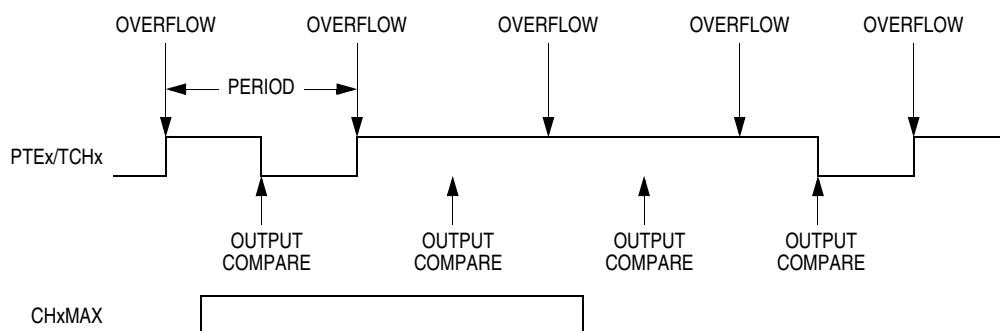 OVERFLOW OVERFLOW OVERFLOW OVERFLOW OVERFLOW
PERIOD
PTEx/TCHx
OUTPUT OUTPUT OUTPUT OUTPUT
COMPARE COMPARE COMPARE COMPARE
CHxMAX